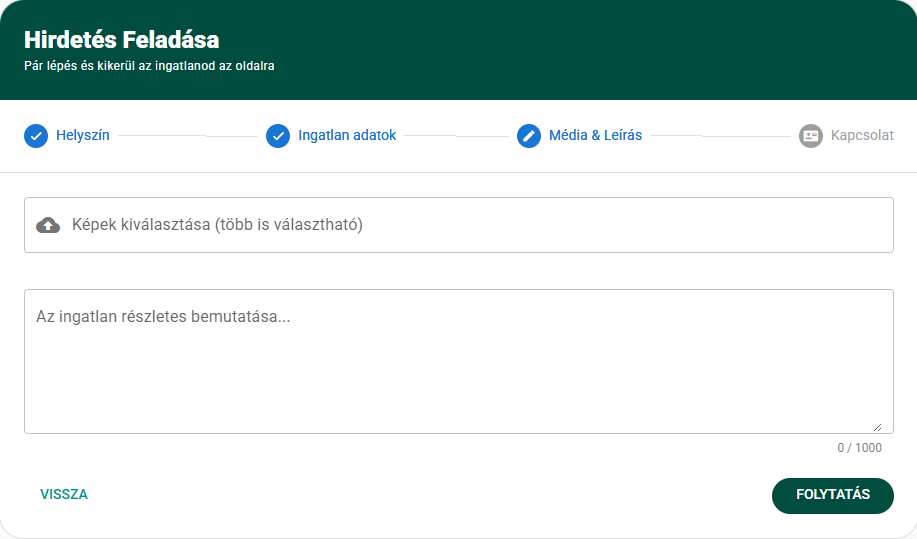 Hirdetés Feladása
Pár lépés és kikerül az ingatlanod az oldalra
Helyszín
Ingatlan adatok
Média & Leírás
Kapcsolat
Képek kiválasztása (több is választható)
Az ingatlan részletes bemutatása...
0 / 1000
VISSZA
FOLYTATÁS